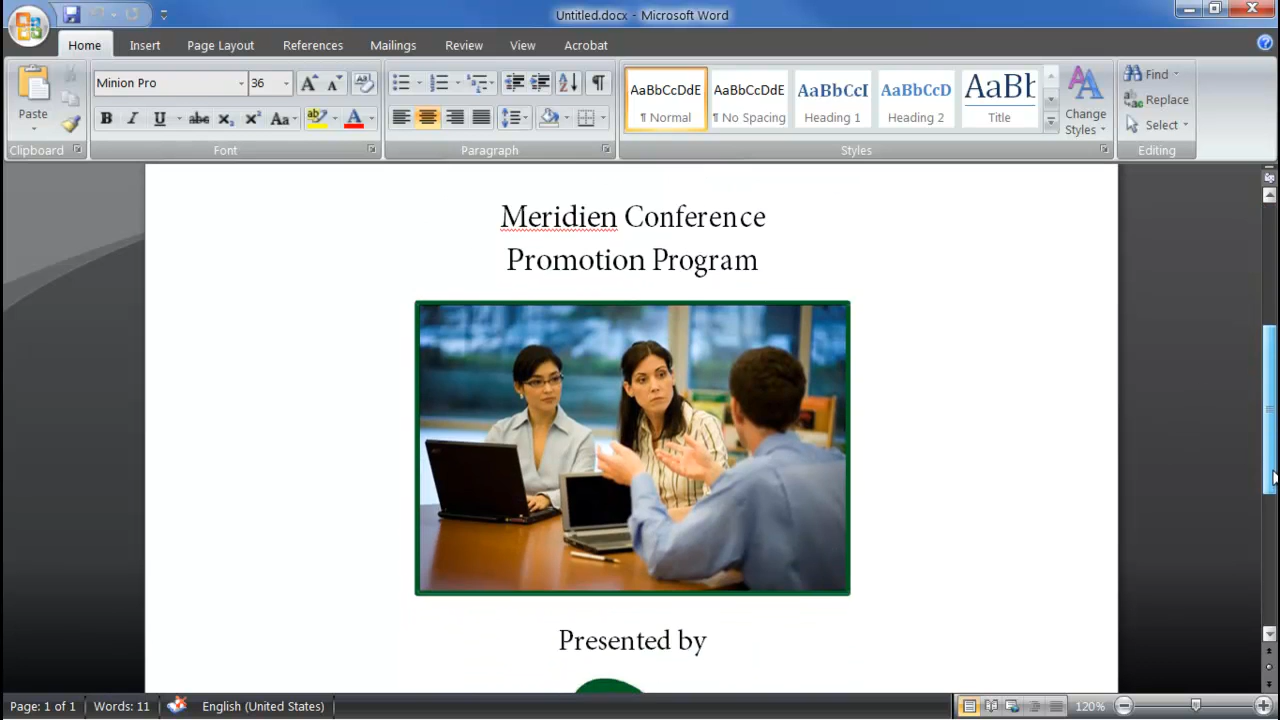 Untitled.docx - Microsoft Word
Home Insert Page Layout References Mailings Review View Acrobat
Minion Pro 36 Find
Replace
Paste AaBbCcDdE AaBbCcDdE AaBbCcI AaBbCcD AaBb
¶ Normal ¶ No Spacing Heading 1 Heading 2 Title Change Styles Select
Clipboard Font Paragraph Styles Editing
Meridien Conference
Promotion Program
Presented by
Page: 1 of 1 Words: 11 English (United States) 120%